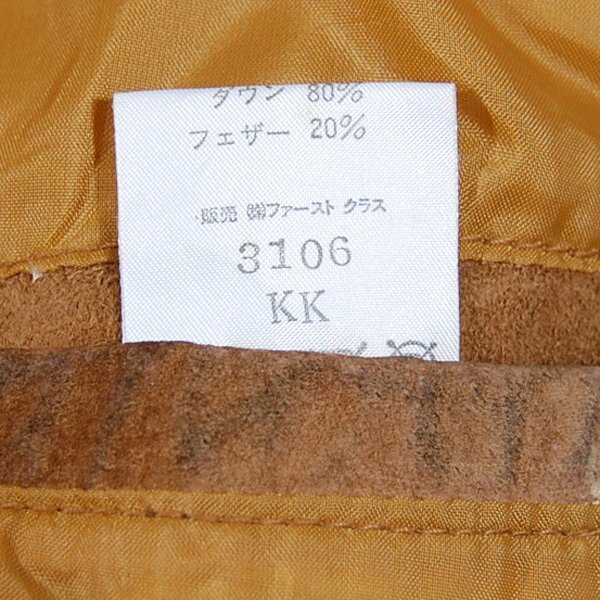 ダウン 80%
フェザー 20%
販売 ㈱ファースト クラス
3106
KK